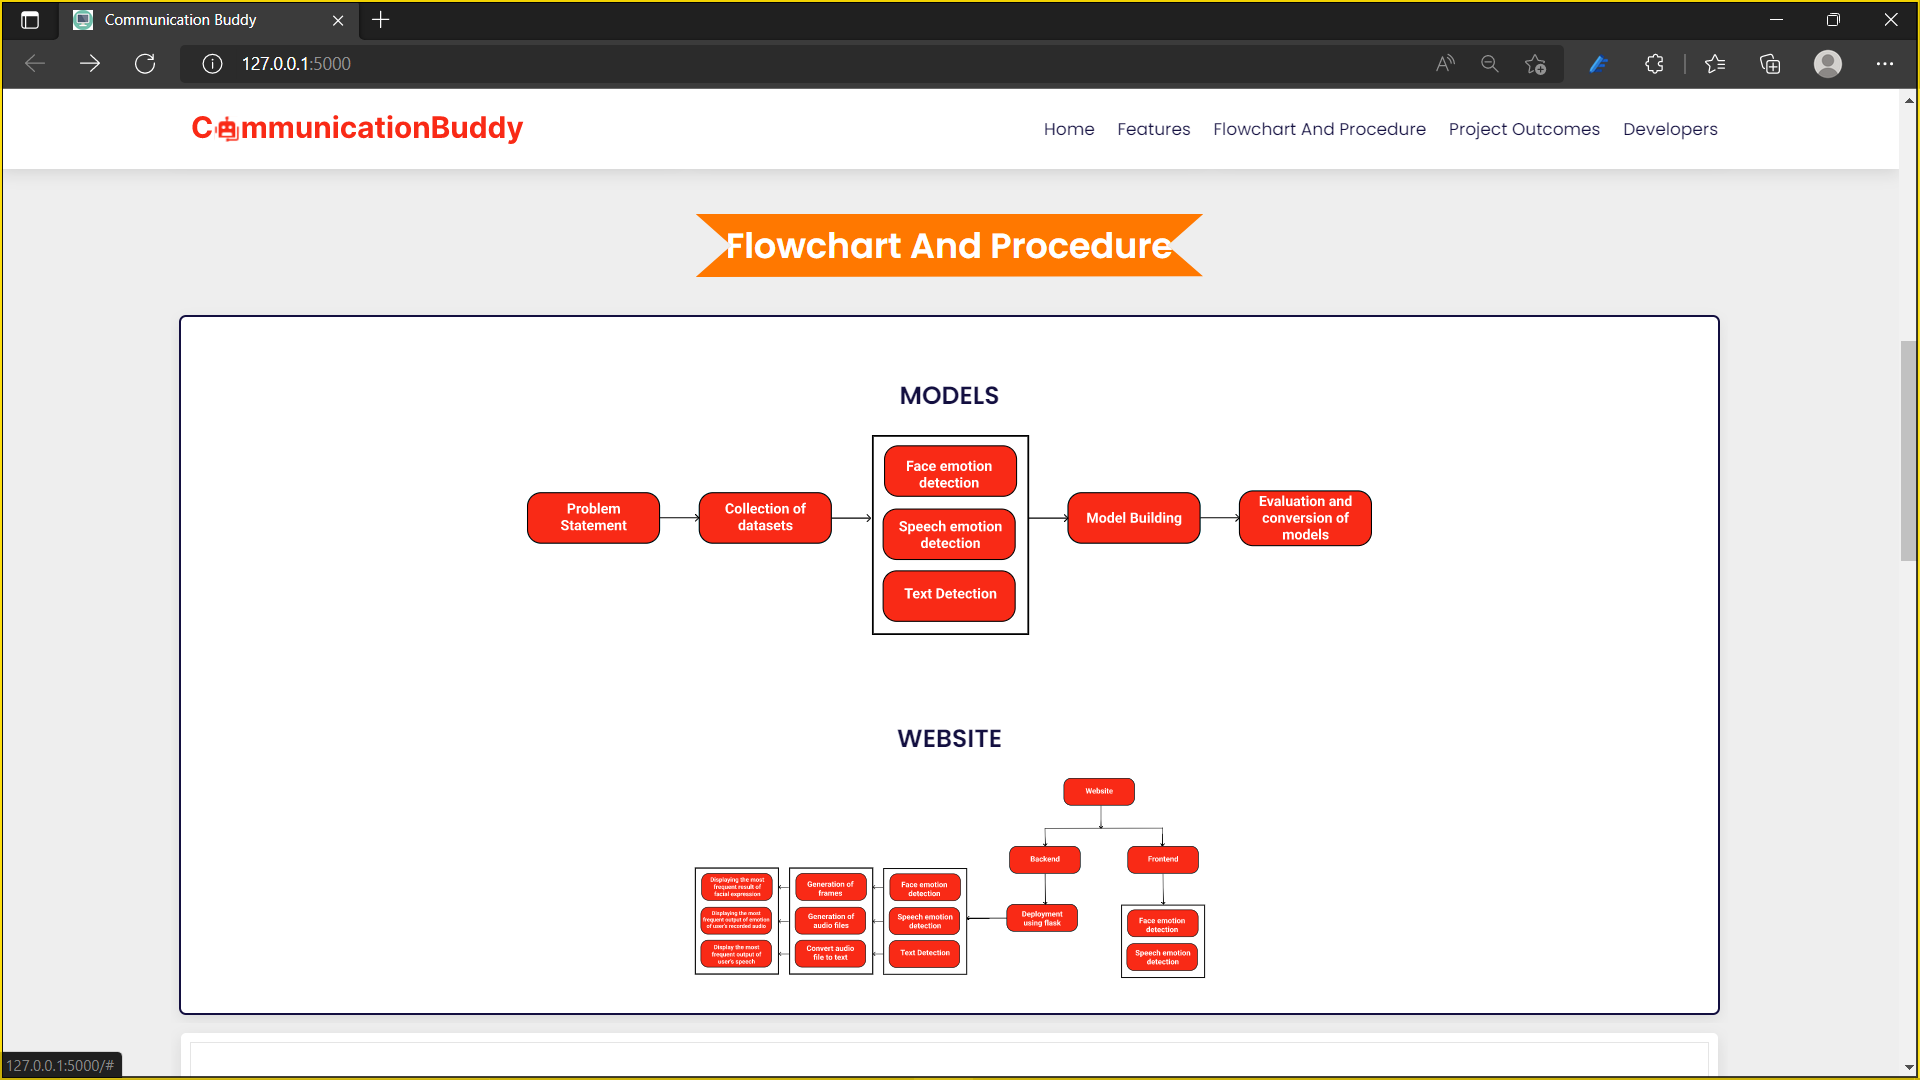 Communication Buddy
127.0.0.1:5000
CommunicationBuddy
Home Features Flowchart And Procedure Project Outcomes Developers
Flowchart And Procedure
MODELS
Problem
Statement
Collection of
datasets
Face emotion
detection
Speech emotion
detection
Text Detection
Model Building
Evaluation and
conversion of
models
WEBSITE
Website
Backend
Frontend
Displaying the most
frequent result of
facial expression
Generation of
frames
Face emotion
detection
Displaying the most
frequent output of emotion
of user's recorded audio
Generation of
audio files
Speech emotion
detection
Deployment
using flask
Display the most
frequent output of
user's speech
Convert audio
file to text
Text Detection
Face emotion
detection
Speech emotion
detection
127.0.0.1:5000/#